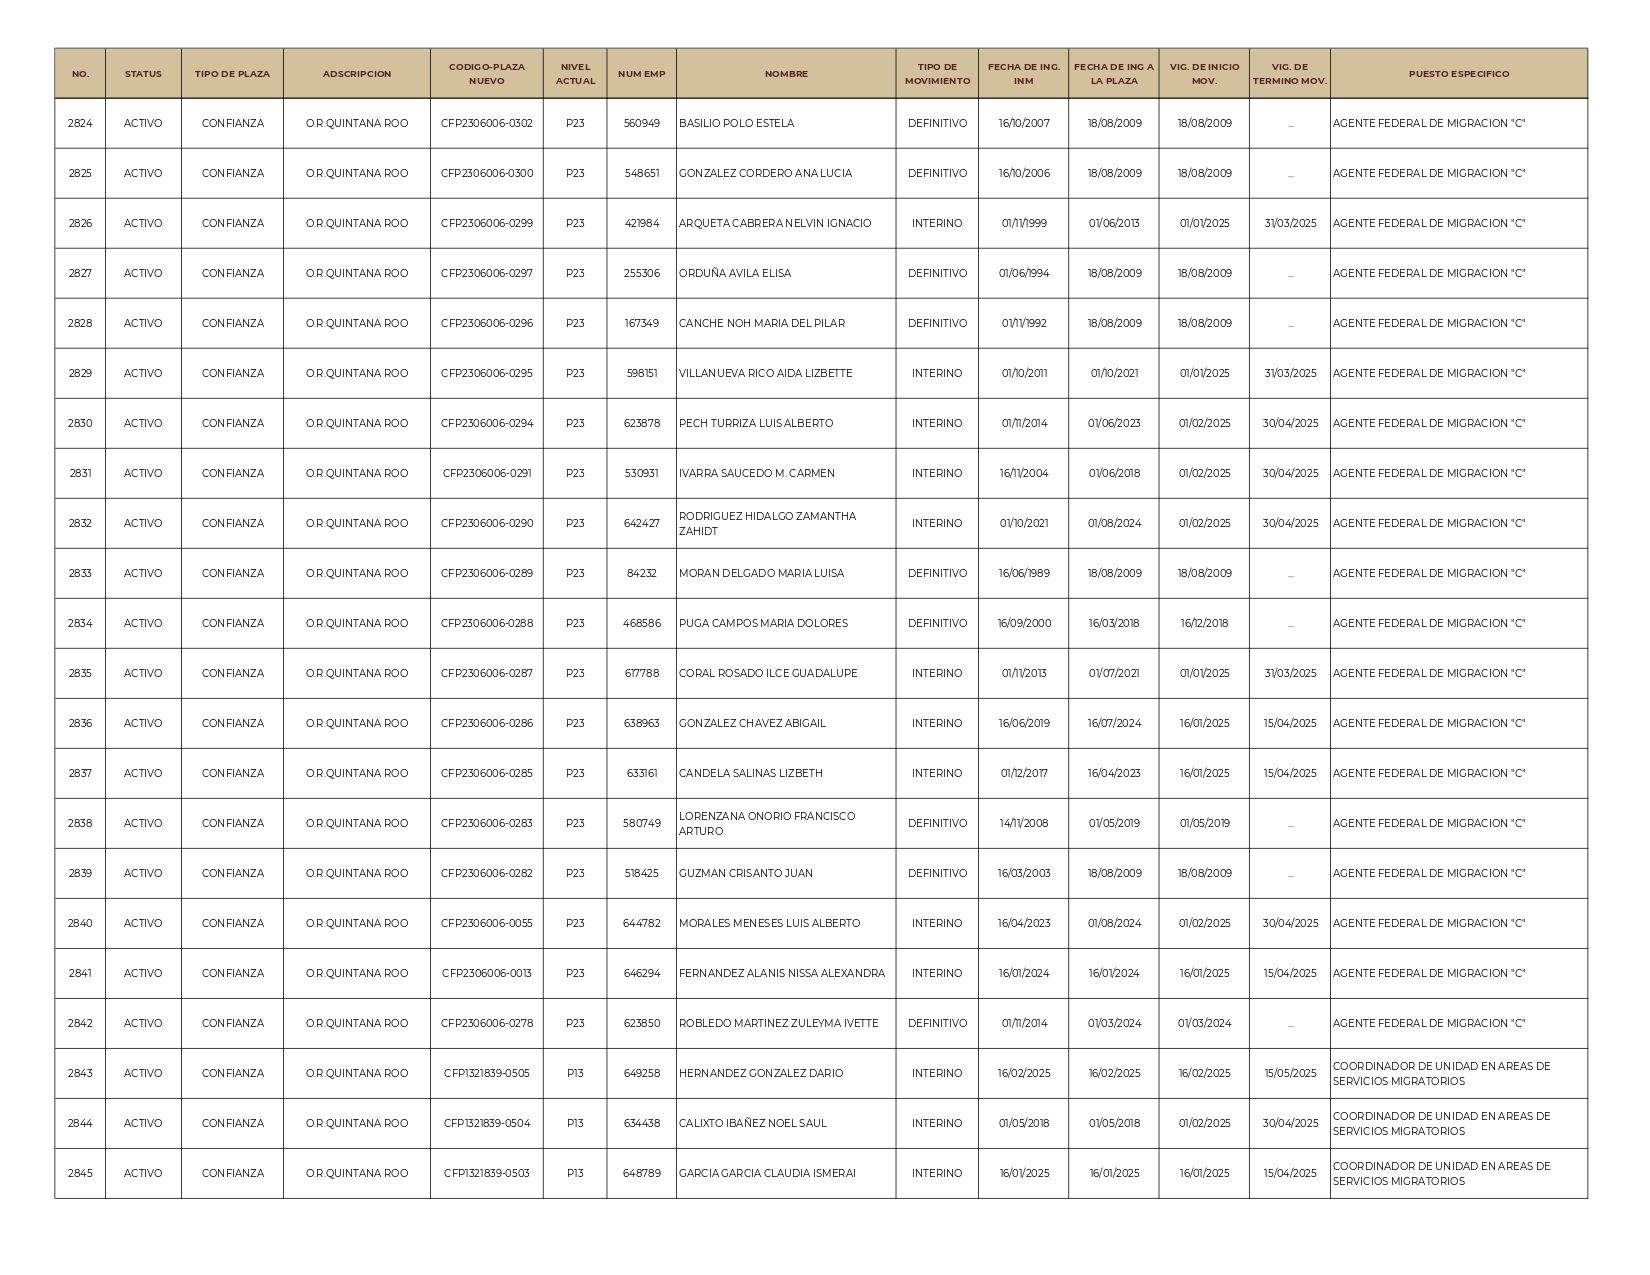 NO. STATUS TIPO DE PLAZA ADSCRIPCION CODIGO-PLAZA NUEVO NIVEL ACTUAL NUM EMP NOMBRE TIPO DE MOVIMIENTO FECHA DE ING. INM FECHA DE ING A LA PLAZA VIG. DE INICIO MOV. VIG. DE TERMINO MOV. PUESTO ESPECIFICO
2824 ACTIVO CONFIANZA O.R.QUINTANA ROO CFP2306006-0302 P23 560949 BASILIO POLO ESTELA DEFINITIVO 16/10/2007 18/08/2009 18/08/2009 ... AGENTE FEDERAL DE MIGRACION "C"
2825 ACTIVO CONFIANZA O.R.QUINTANA ROO CFP2306006-0300 P23 548651 GONZALEZ CORDERO ANA LUCIA DEFINITIVO 16/10/2006 18/08/2009 18/08/2009 ... AGENTE FEDERAL DE MIGRACION "C"
2826 ACTIVO CONFIANZA O.R.QUINTANA ROO CFP2306006-0299 P23 421984 ARQUETA CABRERA NELVIN IGNACIO INTERINO 01/11/1999 01/06/2013 01/01/2025 31/03/2025 AGENTE FEDERAL DE MIGRACION "C"
2827 ACTIVO CONFIANZA O.R.QUINTANA ROO CFP2306006-0297 P23 255306 ORDUÑA AVILA ELISA DEFINITIVO 01/06/1994 18/08/2009 18/08/2009 ... AGENTE FEDERAL DE MIGRACION "C"
2828 ACTIVO CONFIANZA O.R.QUINTANA ROO CFP2306006-0296 P23 167349 CANCHE NOH MARIA DEL PILAR DEFINITIVO 01/11/1992 18/08/2009 18/08/2009 ... AGENTE FEDERAL DE MIGRACION "C"
2829 ACTIVO CONFIANZA O.R.QUINTANA ROO CFP2306006-0295 P23 598151 VILLANUEVA RICO AIDA LIZBETTE INTERINO 01/10/2011 01/10/2021 01/01/2025 31/03/2025 AGENTE FEDERAL DE MIGRACION "C"
2830 ACTIVO CONFIANZA O.R.QUINTANA ROO CFP2306006-0294 P23 623878 PECH TURRIZA LUIS ALBERTO INTERINO 01/11/2014 01/06/2023 01/02/2025 30/04/2025 AGENTE FEDERAL DE MIGRACION "C"
2831 ACTIVO CONFIANZA O.R.QUINTANA ROO CFP2306006-0291 P23 530931 IVARRA SAUCEDO M. CARMEN INTERINO 16/11/2004 01/06/2018 01/02/2025 30/04/2025 AGENTE FEDERAL DE MIGRACION "C"
2832 ACTIVO CONFIANZA O.R.QUINTANA ROO CFP2306006-0290 P23 642427 RODRIGUEZ HIDALGO ZAMANTHA ZAHIDT INTERINO 01/10/2021 01/08/2024 01/02/2025 30/04/2025 AGENTE FEDERAL DE MIGRACION "C"
2833 ACTIVO CONFIANZA O.R.QUINTANA ROO CFP2306006-0289 P23 84232 MORAN DELGADO MARIA LUISA DEFINITIVO 16/06/1989 18/08/2009 18/08/2009 ... AGENTE FEDERAL DE MIGRACION "C"
2834 ACTIVO CONFIANZA O.R.QUINTANA ROO CFP2306006-0288 P23 468586 PUGA CAMPOS MARIA DOLORES DEFINITIVO 16/09/2000 16/03/2018 16/12/2018 ... AGENTE FEDERAL DE MIGRACION "C"
2835 ACTIVO CONFIANZA O.R.QUINTANA ROO CFP2306006-0287 P23 617788 CORAL ROSADO ILCE GUADALUPE INTERINO 01/11/2013 01/07/2021 01/01/2025 31/03/2025 AGENTE FEDERAL DE MIGRACION "C"
2836 ACTIVO CONFIANZA O.R.QUINTANA ROO CFP2306006-0286 P23 638963 GONZALEZ CHAVEZ ABIGAIL INTERINO 16/06/2019 16/07/2024 16/01/2025 15/04/2025 AGENTE FEDERAL DE MIGRACION "C"
2837 ACTIVO CONFIANZA O.R.QUINTANA ROO CFP2306006-0285 P23 633161 CANDELA SALINAS LIZBETH INTERINO 01/12/2017 16/04/2023 16/01/2025 15/04/2025 AGENTE FEDERAL DE MIGRACION "C"
2838 ACTIVO CONFIANZA O.R.QUINTANA ROO CFP2306006-0283 P23 580749 LORENZANA ONORIO FRANCISCO ARTURO DEFINITIVO 14/11/2008 01/05/2019 01/05/2019 ... AGENTE FEDERAL DE MIGRACION "C"
2839 ACTIVO CONFIANZA O.R.QUINTANA ROO CFP2306006-0282 P23 518425 GUZMAN CRISANTO JUAN DEFINITIVO 16/03/2003 18/08/2009 18/08/2009 ... AGENTE FEDERAL DE MIGRACION "C"
2840 ACTIVO CONFIANZA O.R.QUINTANA ROO CFP2306006-0055 P23 644782 MORALES MENESES LUIS ALBERTO INTERINO 16/04/2023 01/08/2024 01/02/2025 30/04/2025 AGENTE FEDERAL DE MIGRACION "C"
2841 ACTIVO CONFIANZA O.R.QUINTANA ROO CFP2306006-0013 P23 646294 FERNANDEZ ALANIS NISSA ALEXANDRA INTERINO 16/01/2024 16/01/2024 16/01/2025 15/04/2025 AGENTE FEDERAL DE MIGRACION "C"
2842 ACTIVO CONFIANZA O.R.QUINTANA ROO CFP2306006-0278 P23 623850 ROBLEDO MARTINEZ ZULEYMA IVETTE DEFINITIVO 01/11/2014 01/03/2024 01/03/2024 ... AGENTE FEDERAL DE MIGRACION "C"
2843 ACTIVO CONFIANZA O.R.QUINTANA ROO CFP1321839-0505 P13 649258 HERNANDEZ GONZALEZ DARIO INTERINO 16/02/2025 16/02/2025 16/02/2025 15/05/2025 COORDINADOR DE UNIDAD EN AREAS DE SERVICIOS MIGRATORIOS
2844 ACTIVO CONFIANZA O.R.QUINTANA ROO CFP1321839-0504 P13 634438 CALIXTO IBAÑEZ NOEL SAUL INTERINO 01/05/2018 01/05/2018 01/02/2025 30/04/2025 COORDINADOR DE UNIDAD EN AREAS DE SERVICIOS MIGRATORIOS
2845 ACTIVO CONFIANZA O.R.QUINTANA ROO CFP1321839-0503 P13 648789 GARCIA GARCIA CLAUDIA ISMERAI INTERINO 16/01/2025 16/01/2025 16/01/2025 15/04/2025 COORDINADOR DE UNIDAD EN AREAS DE SERVICIOS MIGRATORIOS